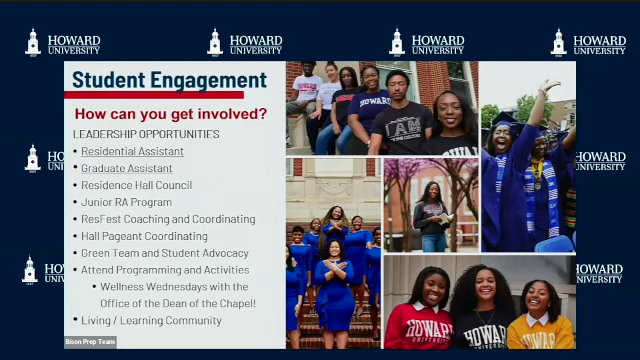 HOWARD
UNIVERSITY
HOWARD
UNIVERSITY
HOWARD
UNIVERSITY
HOWARD
UNIVERSITY
Student Engagement
How can you get involved?
LEADERSHIP OPPORTUNITIES
• Residential Assistant
• Graduate Assistant
• Residence Hall Council
• Junior RA Program
• ResFest Coaching and Coordinating
• Hall Pageant Coordinating
• Green Team and Student Advocacy
• Attend Programming and Activities
• Wellness Wednesdays with the
Office of the Dean of the Chapel!
• Living / Learning Community
HOWARD
I AM
HOWARD
HOWARD
HOWARD
UNIVERSITY
HOWARD
UNIVERSITY
Bison Prep Team